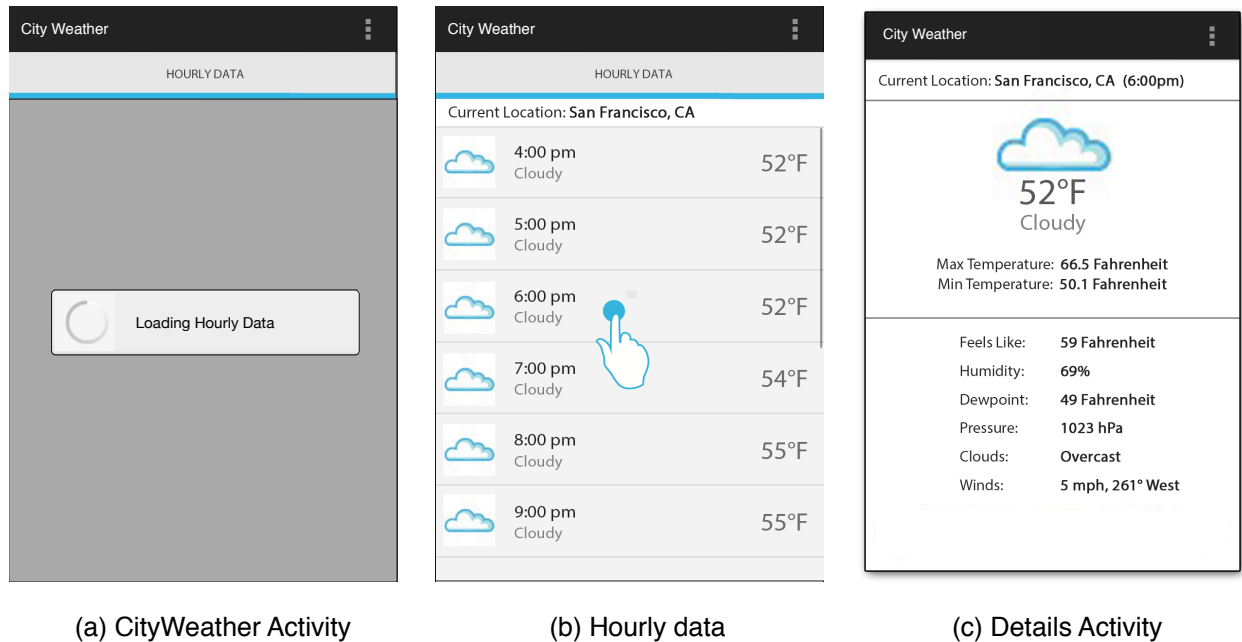 City Weather
HOURLY DATA
Loading Hourly Data
(a) CityWeather Activity
City Weather
HOURLY DATA
Current Location: San Francisco, CA
4:00 pm
Cloudy
52°F
5:00 pm
Cloudy
52°F
6:00 pm
Cloudy
52°F
7:00 pm
Cloudy
54°F
8:00 pm
Cloudy
55°F
9:00 pm
Cloudy
55°F
(b) Hourly data
City Weather
Current Location: San Francisco, CA (6:00pm)
52°F
Cloudy
Max Temperature: 66.5 Fahrenheit
Min Temperature: 50.1 Fahrenheit
Feels Like: 59 Fahrenheit
Humidity: 69%
Dewpoint: 49 Fahrenheit
Pressure: 1023 hPa
Clouds: Overcast
Winds: 5 mph, 261° West
(c) Details Activity